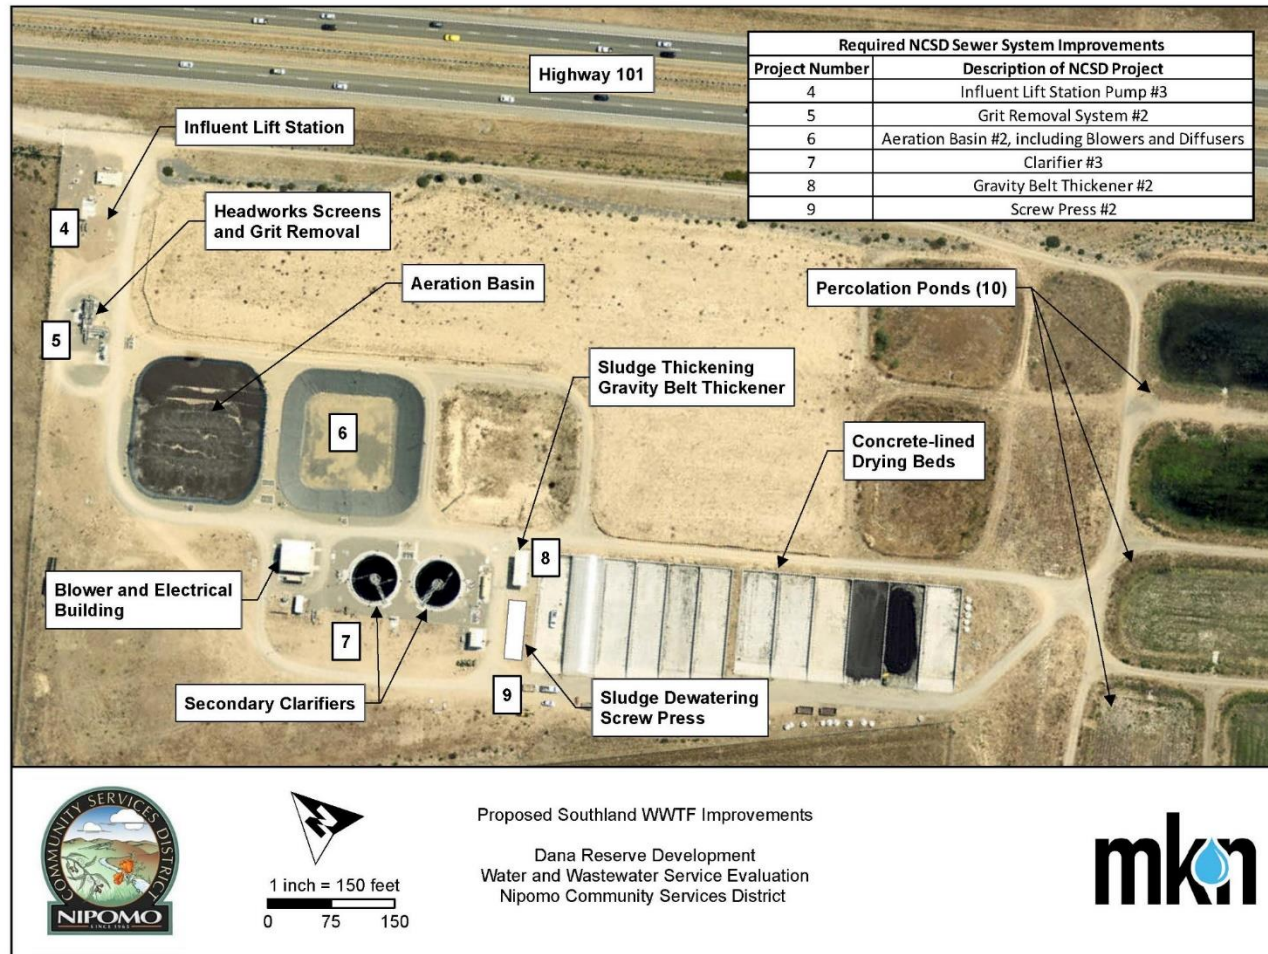 Required NCSD Sewer System Improvements
Project Number Description of NCSD Project
4 Influent Lift Station Pump #3
5 Grit Removal System #2
6 Aeration Basin #2, including Blowers and Diffusers
7 Clarifier #3
8 Gravity Belt Thickener #2
9 Screw Press #2
Highway 101
Influent Lift Station
4
Headworks Screens
and Grit Removal
5
Aeration Basin
Percolation Ponds (10)
6
Sludge Thickening
Gravity Belt Thickener
Concrete-lined
Drying Beds
8
Blower and Electrical
Building
7
9
Secondary Clarifiers
Sludge Dewatering
Screw Press
COMMUNITY SERVICES DISTRICT
NIPOMO
SINCE 1965
N
1 inch = 150 feet
0 75 150
Proposed Southland WWTF Improvements
Dana Reserve Development
Water and Wastewater Service Evaluation
Nipomo Community Services District
mkn